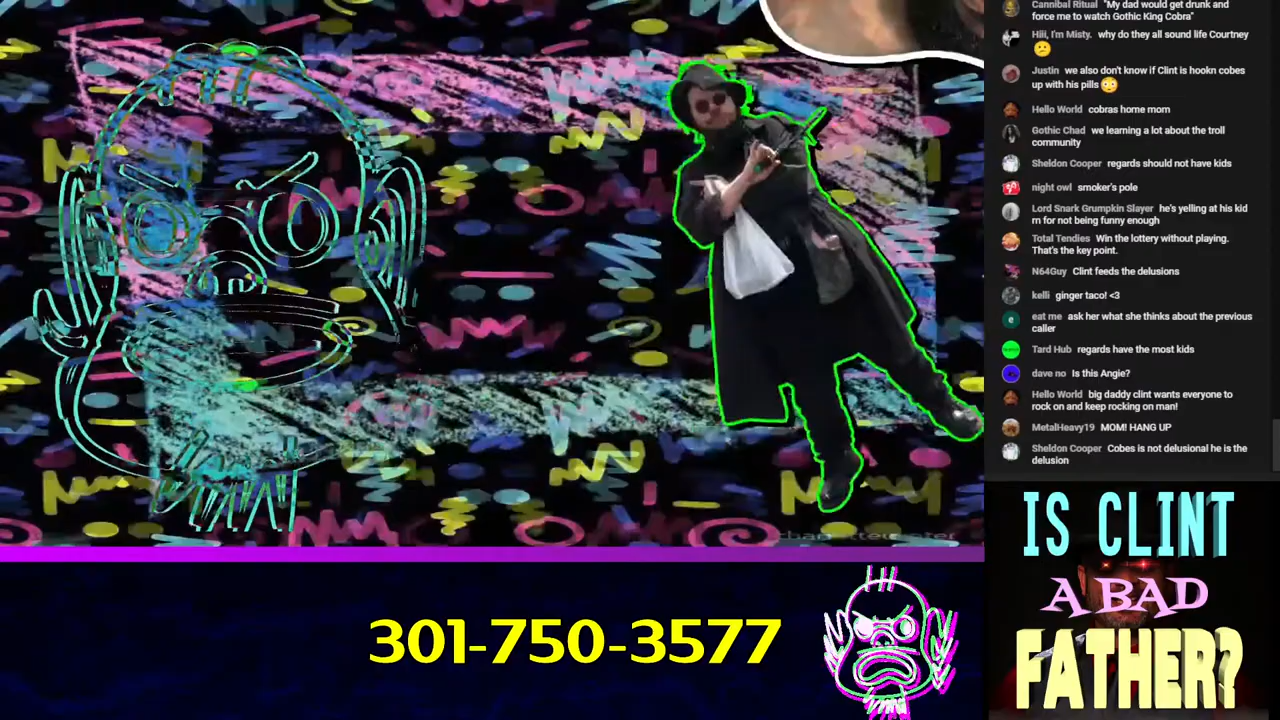 Cannibal Ritual "My dad would get drunk and
force me to watch Gothic King Cobra"
Hiii, I'm Misty. why do they all sound life Courtney
Justin we also don't know if Clint is hookn cobes
up with his pills
Hello World cobras home mom
Gothic Chad we learning a lot about the troll
community
Sheldon Cooper regards should not have kids
night owl smoker's pole
Lord Snark Grumpkin Slayer he's yelling at his kid
rn for not being funny enough
Total Tendies Win the lottery without playing.
That's the key point.
N64Guy Clint feeds the delusions
kelli ginger taco! <3
eat me ask her what she thinks about the previous
caller
Tard Hub regards have the most kids
dave no Is this Angie?
Hello World big daddy clint wants everyone to
rock on and keep rocking on man!
MetalHeavy19 MOM! HANG UP
Sheldon Cooper Cobes is not delusional he is the
delusion
301-750-3577
IS CLINT
A BAD
FATHER?